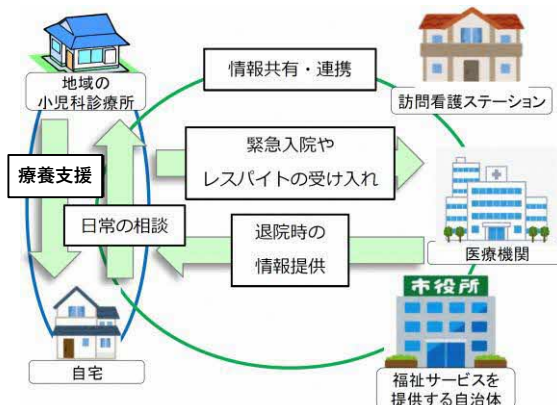 地域の
小児科診療所
情報共有・連携
訪問看護ステーション
緊急入院や
レスパイトの受け入れ
療養支援
日常の相談
退院時の
情報提供
医療機関
市役所
自宅
福祉サービスを
提供する自治体